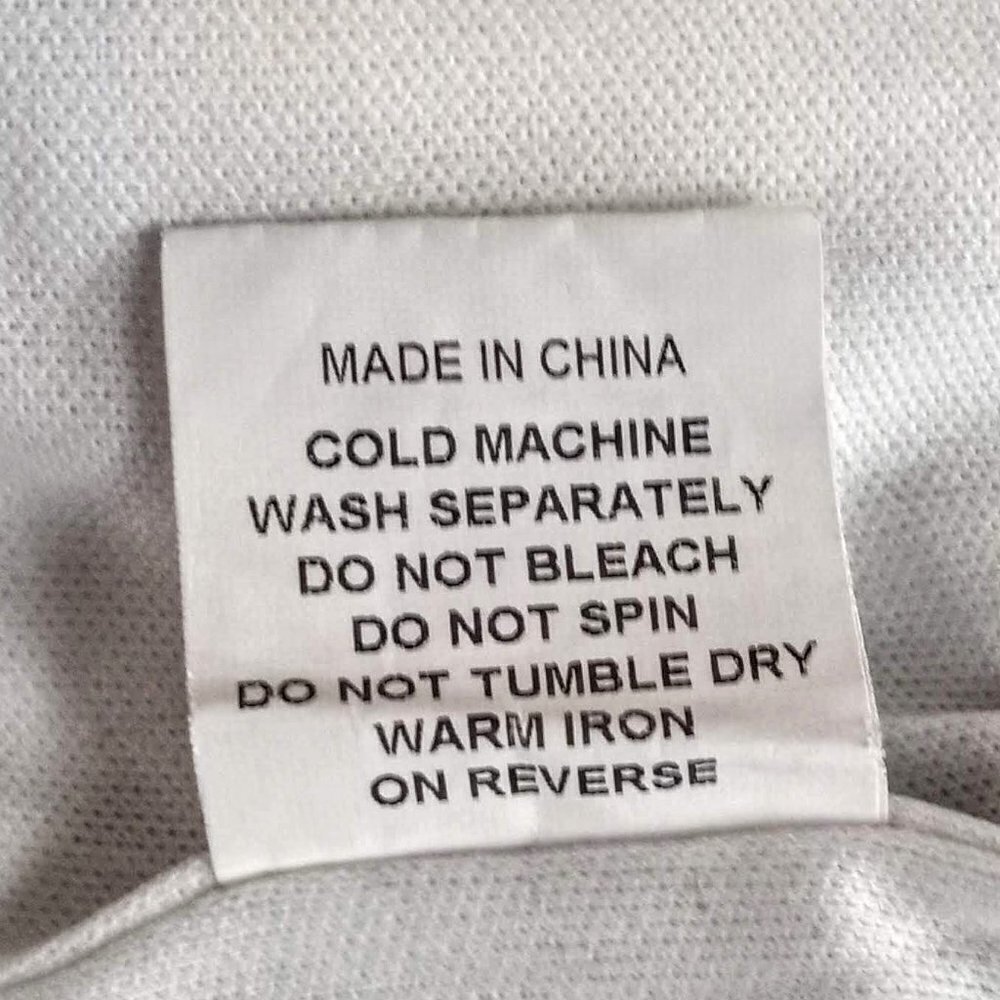 MADE IN CHINA
COLD MACHINE
WASH SEPARATELY
DO NOT BLEACH
DO NOT SPIN
DO NOT TUMBLE DRY
WARM IRON
ON REVERSE